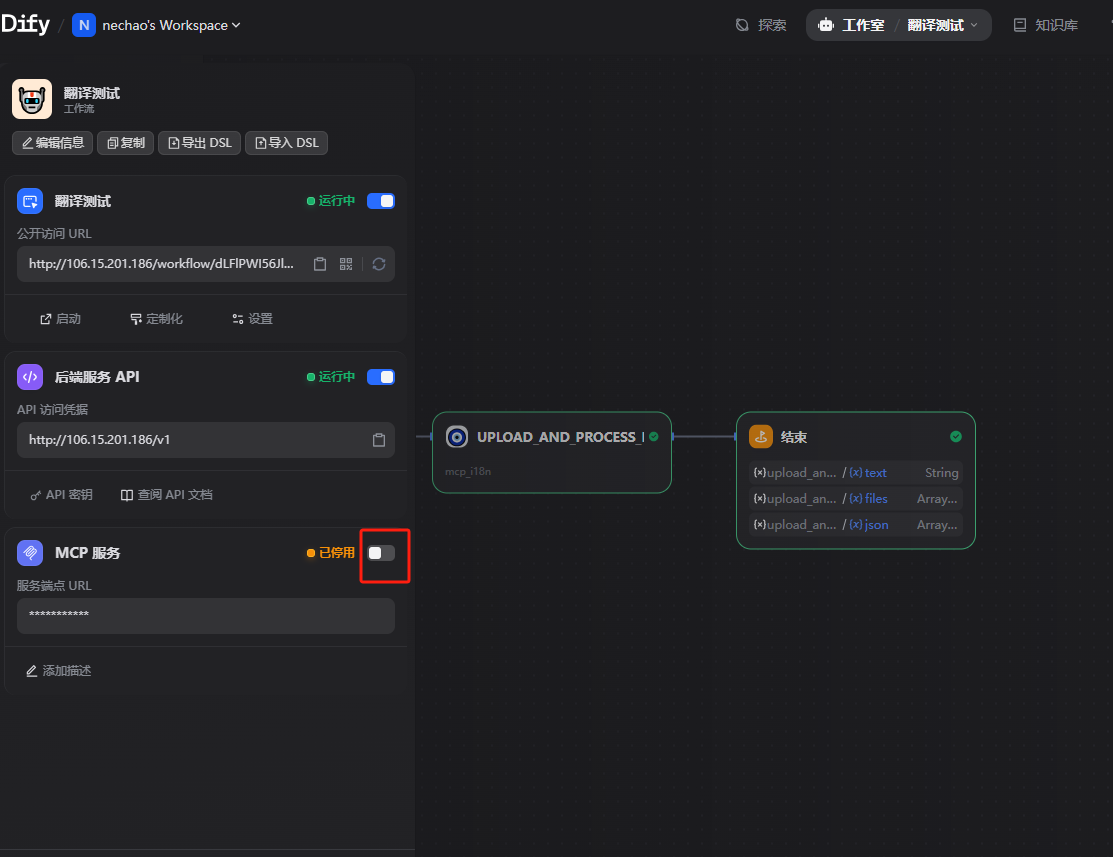 Dify / N nechao's Workspace
探索
工作室 / 翻译测试
知识库
翻译测试
工作流
编辑信息
复制
导出 DSL
导入 DSL
翻译测试
运行中
公开访问 URL
http://106.15.201.186/workflow/dLFlPWI56Jl...
启动
定制化
设置
后端服务 API
运行中
API 访问凭据
http://106.15.201.186/v1
API 密钥
查阅 API 文档
MCP 服务
已停用
服务端点 URL
***********
添加描述
UPLOAD_AND_PROCESS_
mcp_i18n
结束
{x}upload_an... / (x) text String
{x}upload_an... / (x) files Array...
{x}upload_an... / (x) json Array...